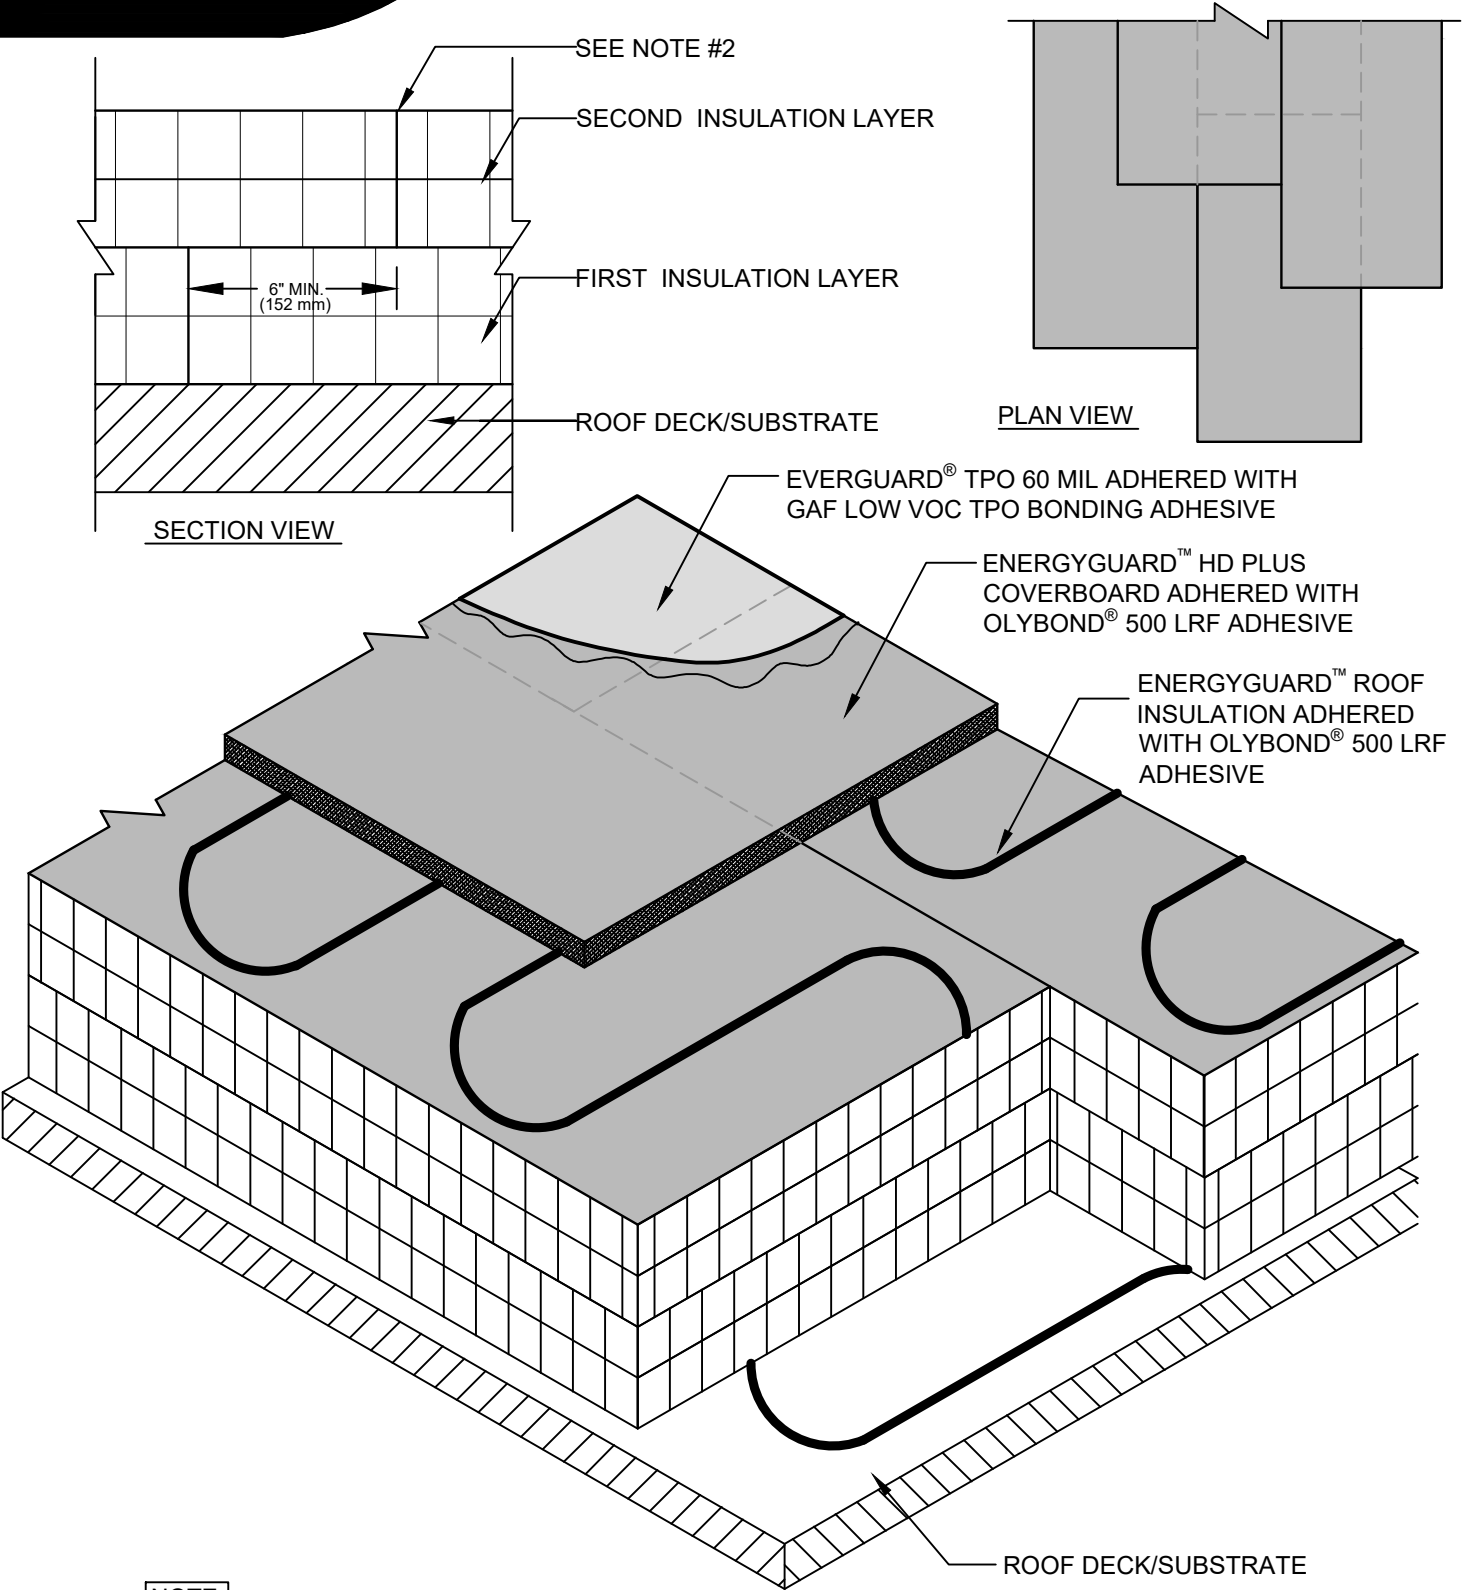 SEE NOTE #2
SECOND INSULATION LAYER
6" MIN.
(152 mm)
FIRST INSULATION LAYER
ROOF DECK/SUBSTRATE
SECTION VIEW
PLAN VIEW
EVERGUARD® TPO 60 MIL ADHERED WITH
GAF LOW VOC TPO BONDING ADHESIVE
ENERGYGUARD™ HD PLUS
COVERBOARD ADHERED WITH
OLYBOND® 500 LRF ADHESIVE
ENERGYGUARD™ ROOF
INSULATION ADHERED
WITH OLYBOND® 500 LRF
ADHESIVE
ROOF DECK/SUBSTRATE
NOTE